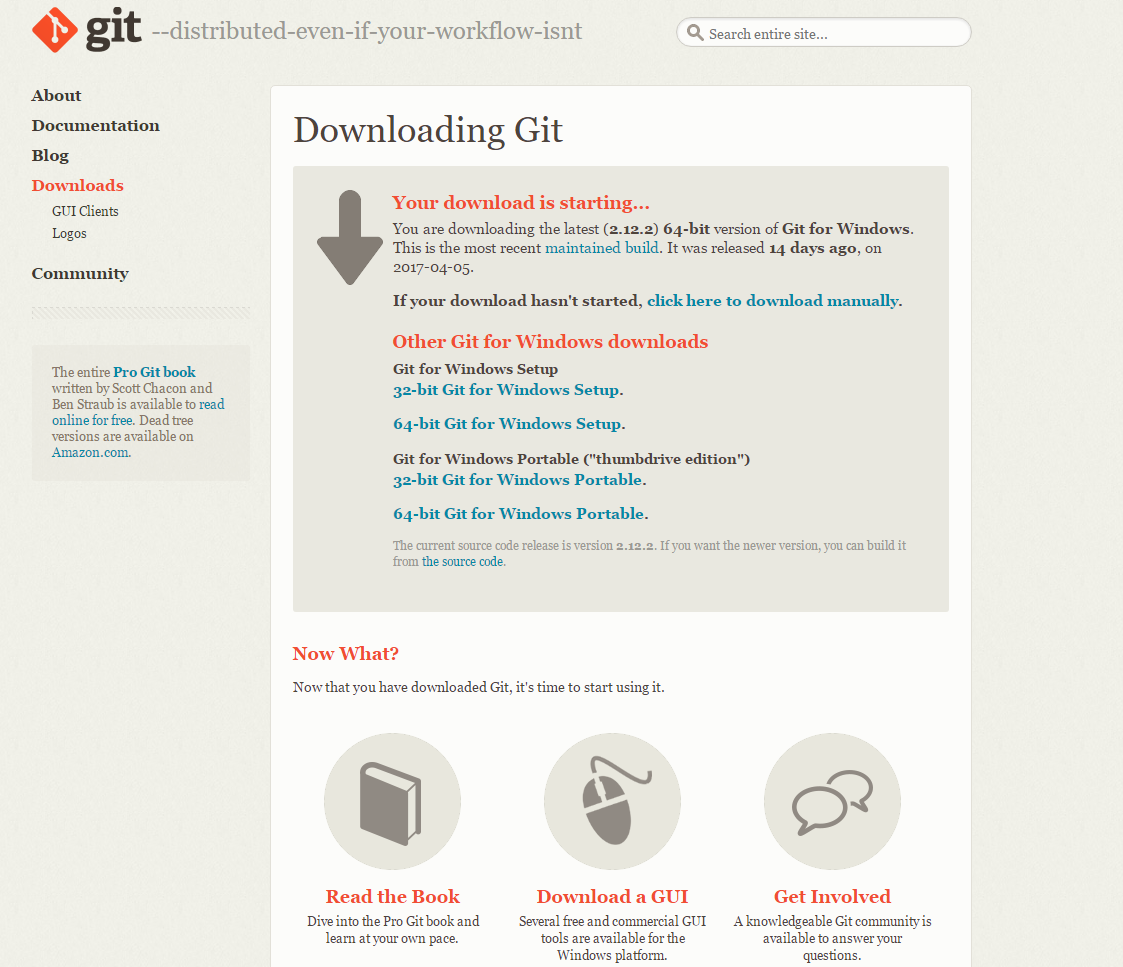 git --distributed-even-if-your-workflow-isnt
Search entire site...
About
Documentation
Blog
Downloads
GUI Clients
Logos
Community
The entire Pro Git book
written by Scott Chacon and
Ben Straub is available to read
online for free. Dead tree
versions are available on
Amazon.com.
Downloading Git
Your download is starting...
You are downloading the latest (2.12.2) 64-bit version of Git for Windows.
This is the most recent maintained build. It was released 14 days ago, on
2017-04-05.
If your download hasn't started, click here to download manually.
Other Git for Windows downloads
Git for Windows Setup
32-bit Git for Windows Setup.
64-bit Git for Windows Setup.
Git for Windows Portable ("thumbdrive edition")
32-bit Git for Windows Portable.
64-bit Git for Windows Portable.
The current source code release is version 2.12.2. If you want the newer version, you can build it
from the source code.
Now What?
Now that you have downloaded Git, it's time to start using it.
Read the Book
Dive into the Pro Git book and
learn at your own pace.
Download a GUI
Several free and commercial GUI
tools are available for the
Windows platform.
Get Involved
A knowledgeable Git community is
available to answer your
questions.